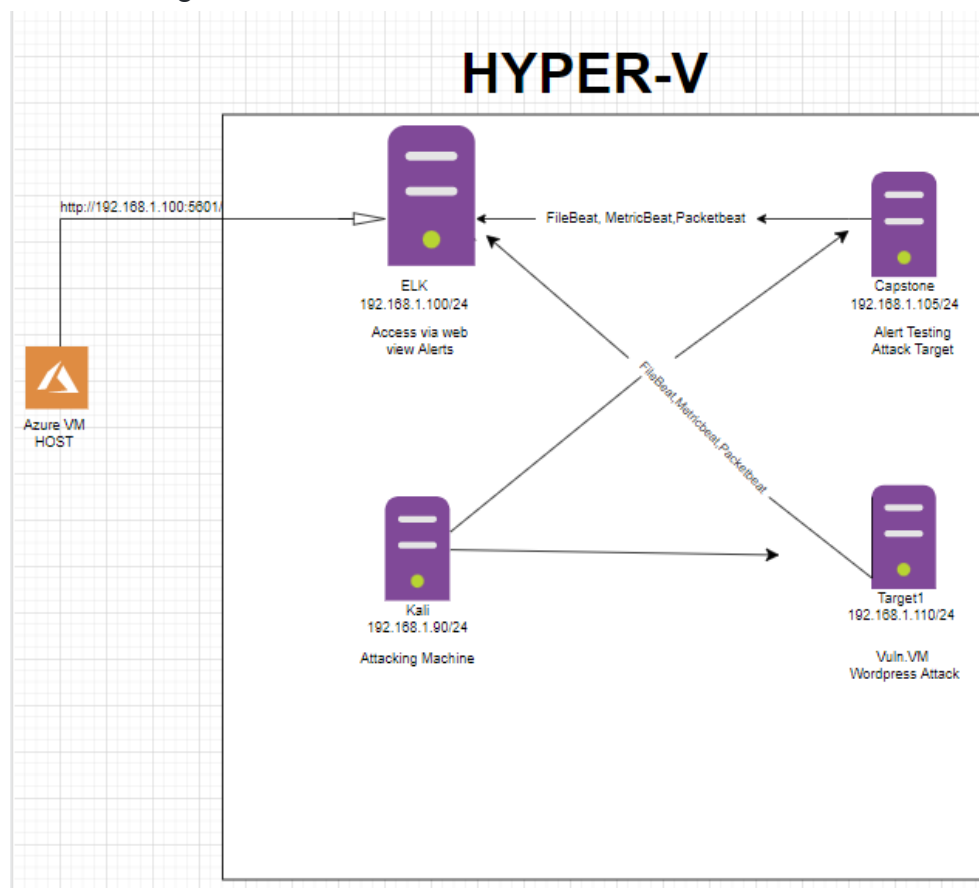 HYPER-V
http://192.168.1.100:5601/
FileBeat, MetricBeat,Packetbeat
ELK
192.168.1.100/24
Access via web
view Alerts
Capstone
192.168.1.105/24
Alert Testing
Attack Target
Azure VM
HOST
FileBeat,Metricbeat,Packetbeat
Kali
192.168.1.90/24
Attacking Machine
Target1
192.168.1.110/24
Vuln.VM
Wordpress Attack